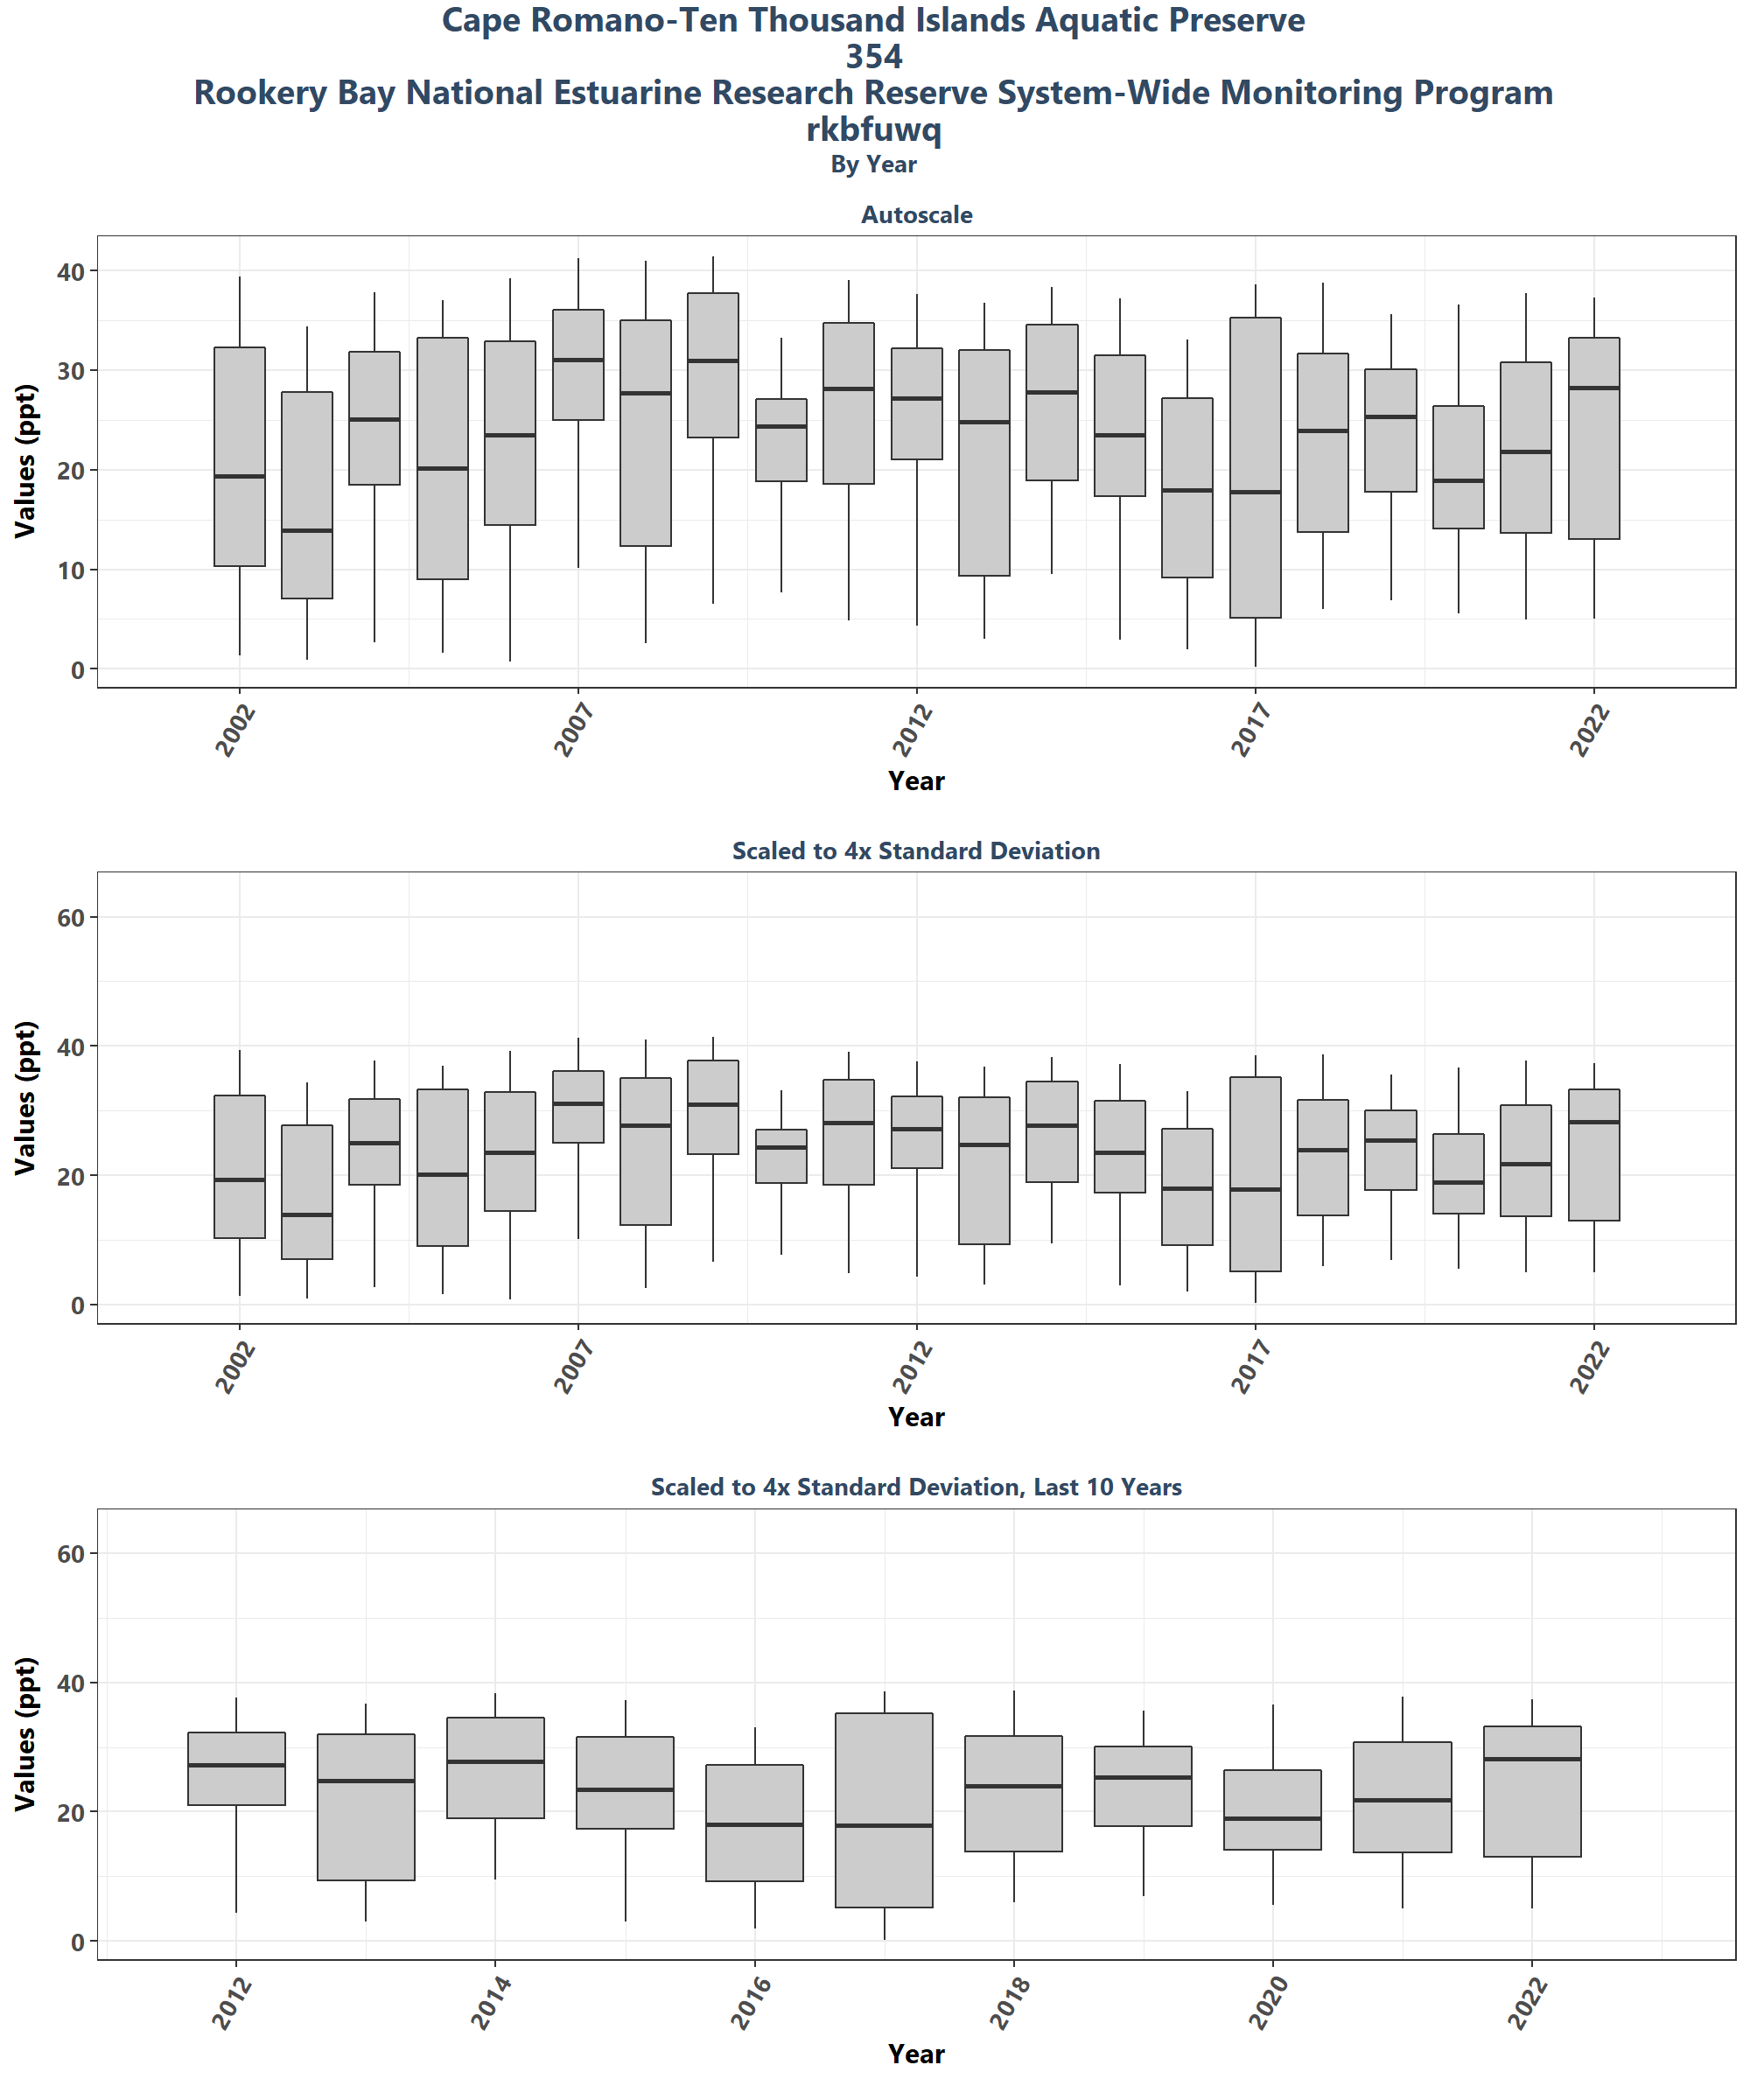 Cape Romano-Ten Thousand Islands Aquatic Preserve
354
Rookery Bay National Estuarine Research Reserve System-Wide Monitoring Program
rkbfuwq
By Year
Autoscale
Values (ppt)
40
30
20
10
0
2002
2007
2012
2017
2022
Year
Scaled to 4x Standard Deviation
Values (ppt)
60
40
20
0
2002
2007
2012
2017
2022
Year
Scaled to 4x Standard Deviation, Last 10 Years
Values (ppt)
60
40
20
0
2012
2014
2016
2018
2020
2022
Year